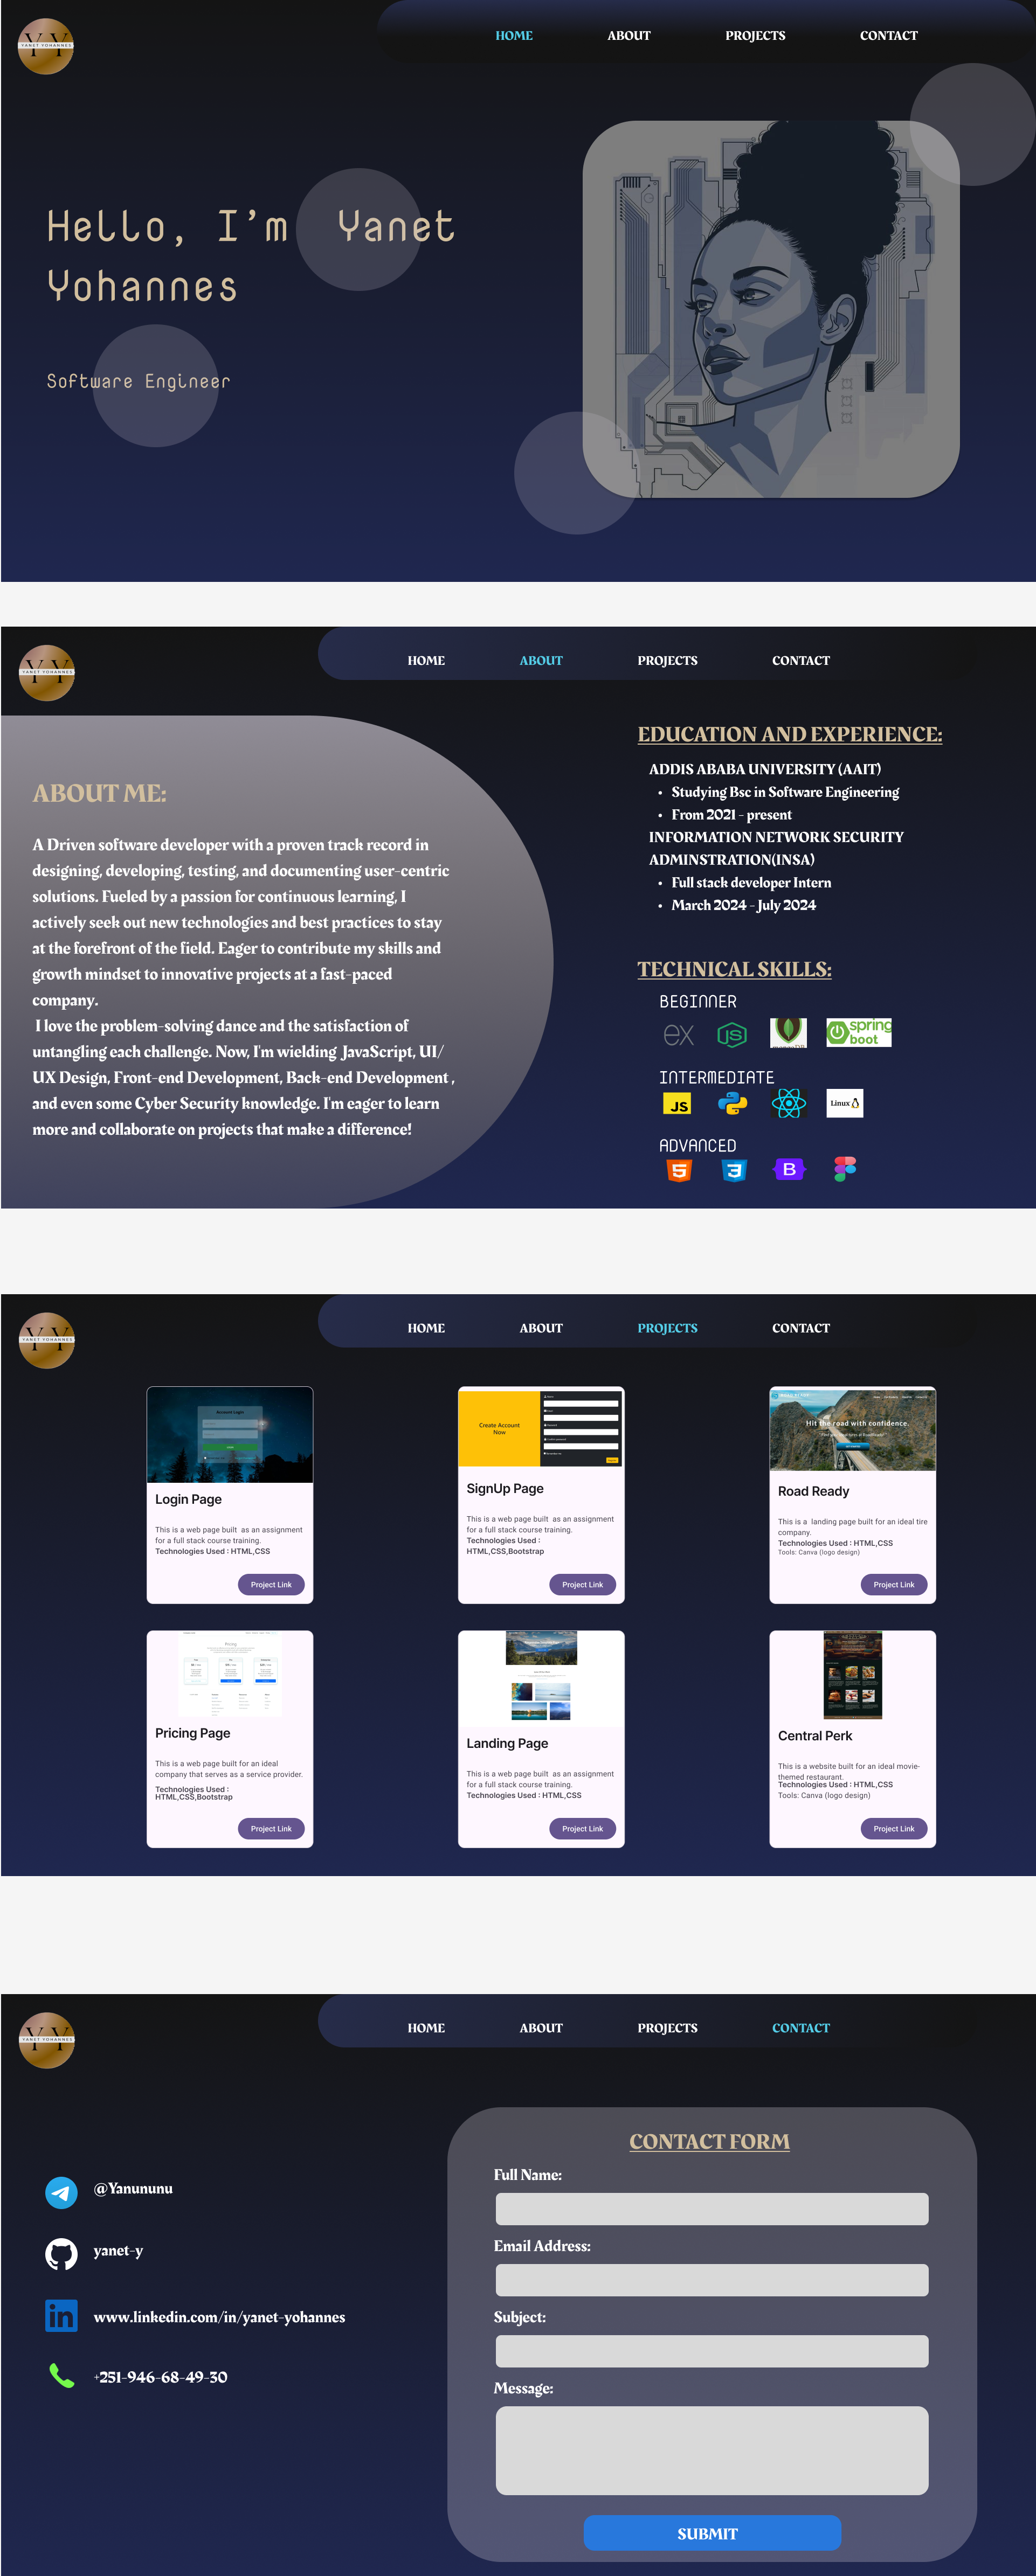 YANET YOHANNES
HOME ABOUT PROJECTS CONTACT
Hello, I'm Yanet
Yohannes
Software Engineer
YANET YOHANNES
HOME ABOUT PROJECTS CONTACT
ABOUT ME:
A Driven software developer with a proven track record in
designing, developing, testing, and documenting user-centric
solutions. Fueled by a passion for continuous learning, I
actively seek out new technologies and best practices to stay
at the forefront of the field. Eager to contribute my skills and
growth mindset to innovative projects at a fast-paced
company.
I love the problem-solving dance and the satisfaction of
untangling each challenge. Now, I'm wielding JavaScript, UI/
UX Design, Front-end Development, Back-end Development ,
and even some Cyber Security knowledge. I'm eager to learn
more and collaborate on projects that make a difference!
EDUCATION AND EXPERIENCE:
ADDIS ABABA UNIVERSITY (AAIT)
• Studying Bsc in Software Engineering
• From 2021 - present
INFORMATION NETWORK SECURITY
ADMINSTRATION(INSA)
• Full stack developer Intern
• March 2024 - July 2024
TECHNICAL SKILLS:
BEGINNER
ex JS spring
boot
INTERMEDIATE
JS Linux
ADVANCED
5 3 B
YANET YOHANNES
HOME ABOUT PROJECTS CONTACT
Account Login
Login Page
This is a web page built as an assignment
for a full stack course training.
Technologies Used : HTML,CSS
Project Link
Create Account
Now
SignUp Page
This is a web page built as an assignment
for a full stack course training.
Technologies Used :
HTML,CSS,Bootstrap
Project Link
Hit the road with confidence.
Road Ready
This is a landing page built for an ideal tire
company.
Technologies Used : HTML,CSS
Tools: Canva (logo design)
Project Link
Pricing
Pricing Page
This is a web page built for an ideal
company that serves as a service provider.
Technologies Used :
HTML,CSS,Bootstrap
Project Link
Landing Page
This is a web page built as an assignment
for a full stack course training.
Technologies Used : HTML,CSS
Project Link
Central Perk
This is a website built for an ideal movie-
themed restaurant.
Technologies Used : HTML,CSS
Tools: Canva (logo design)
Project Link
YANET YOHANNES
HOME ABOUT PROJECTS CONTACT
@Yanununu
yanet-y
in www.linkedin.com/in/yanet-yohannes
+251-946-68-49-30
CONTACT FORM
Full Name:
Email Address:
Subject:
Message:
SUBMIT